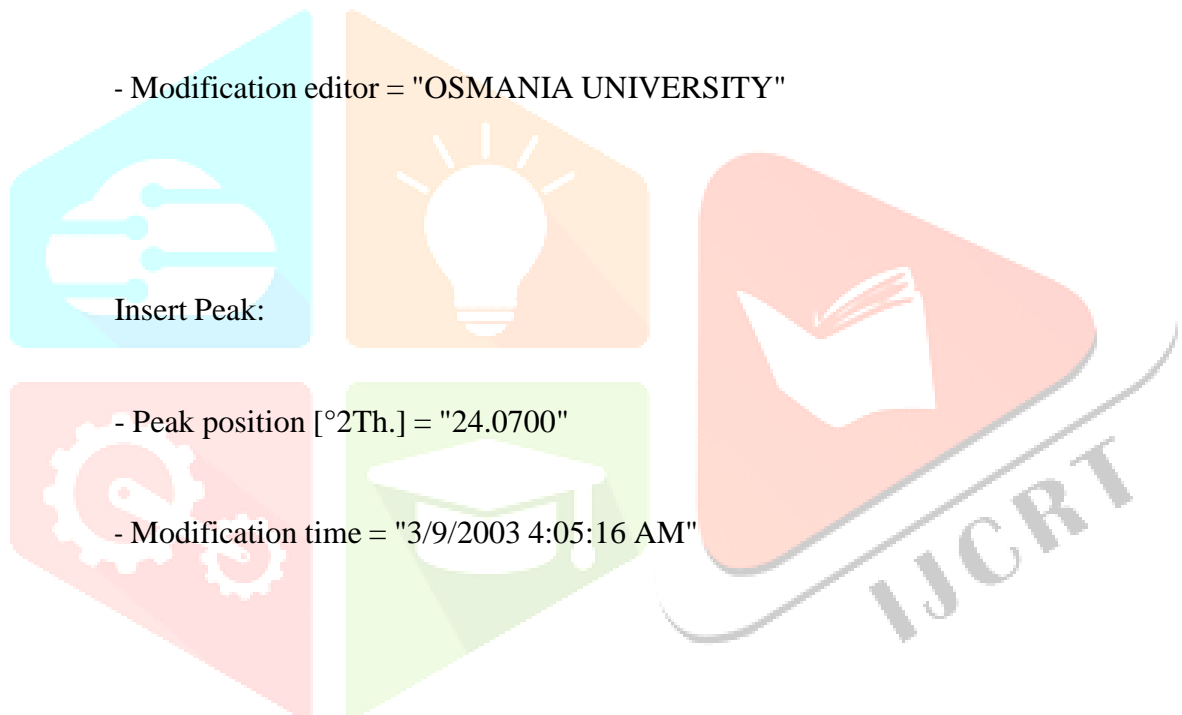 - Modification editor = "OSMANIA UNIVERSITY"
Insert Peak:
- Peak position [°2Th.] = "24.0700"
- Modification time = "3/9/2003 4:05:16 AM"
IJCRT